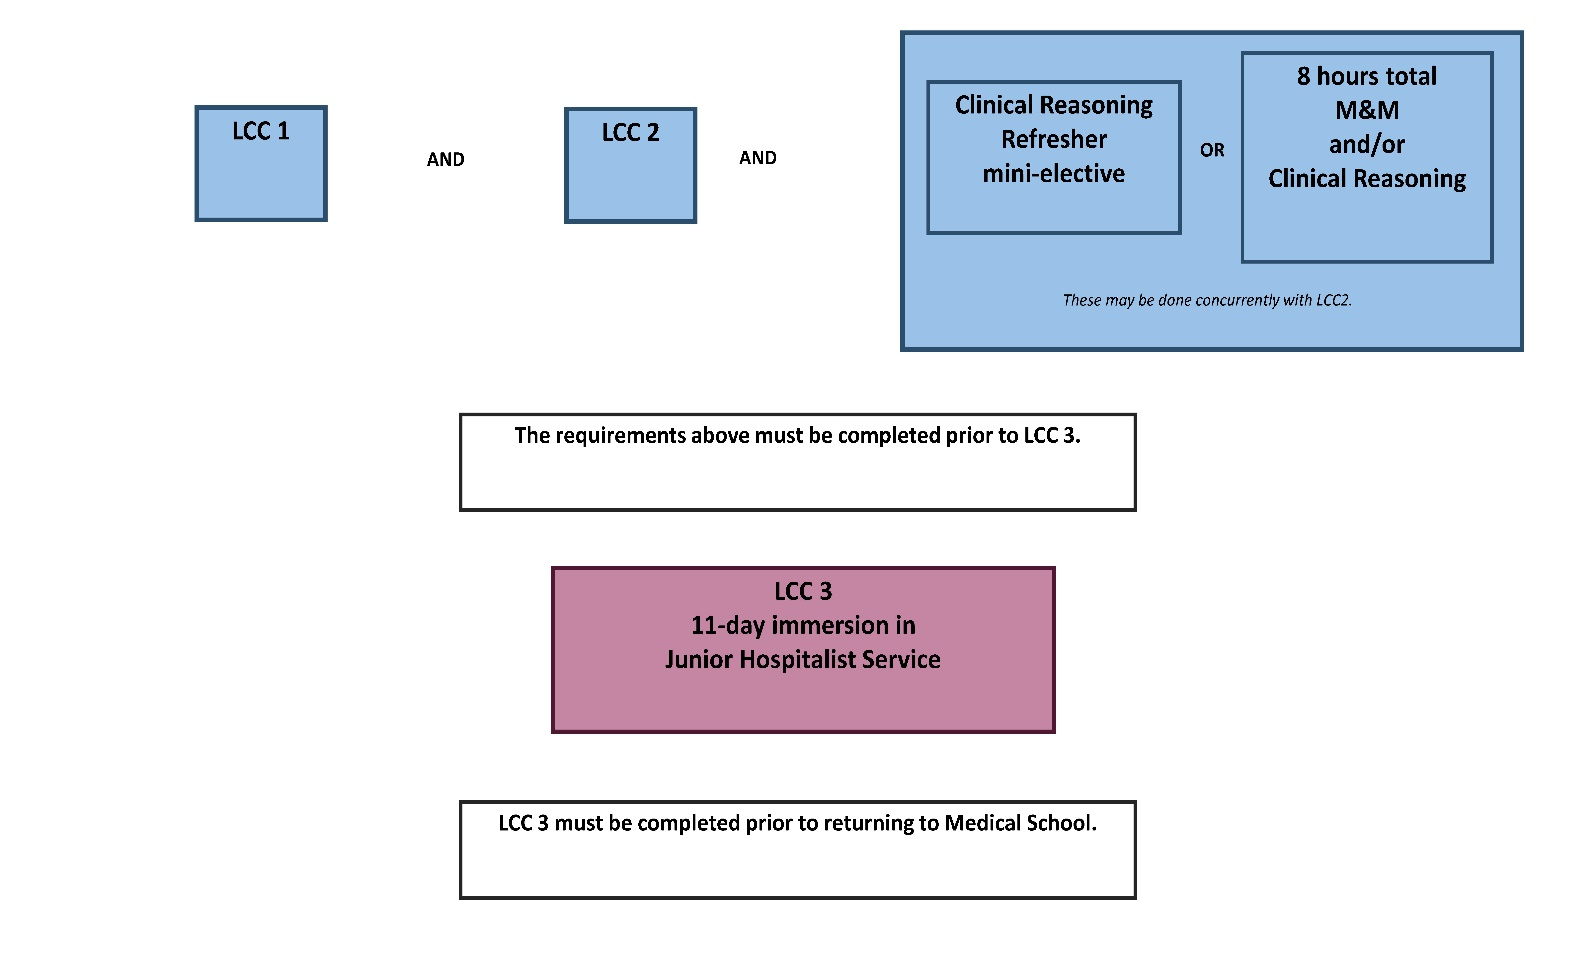 LCC 1
AND
LCC 2
AND
Clinical Reasoning
Refresher
mini-elective
OR
8 hours total
M&M
and/or
Clinical Reasoning
These may be done concurrently with LCC2.
The requirements above must be completed prior to LCC 3.
LCC 3
11-day immersion in
Junior Hospitalist Service
LCC 3 must be completed prior to returning to Medical School.